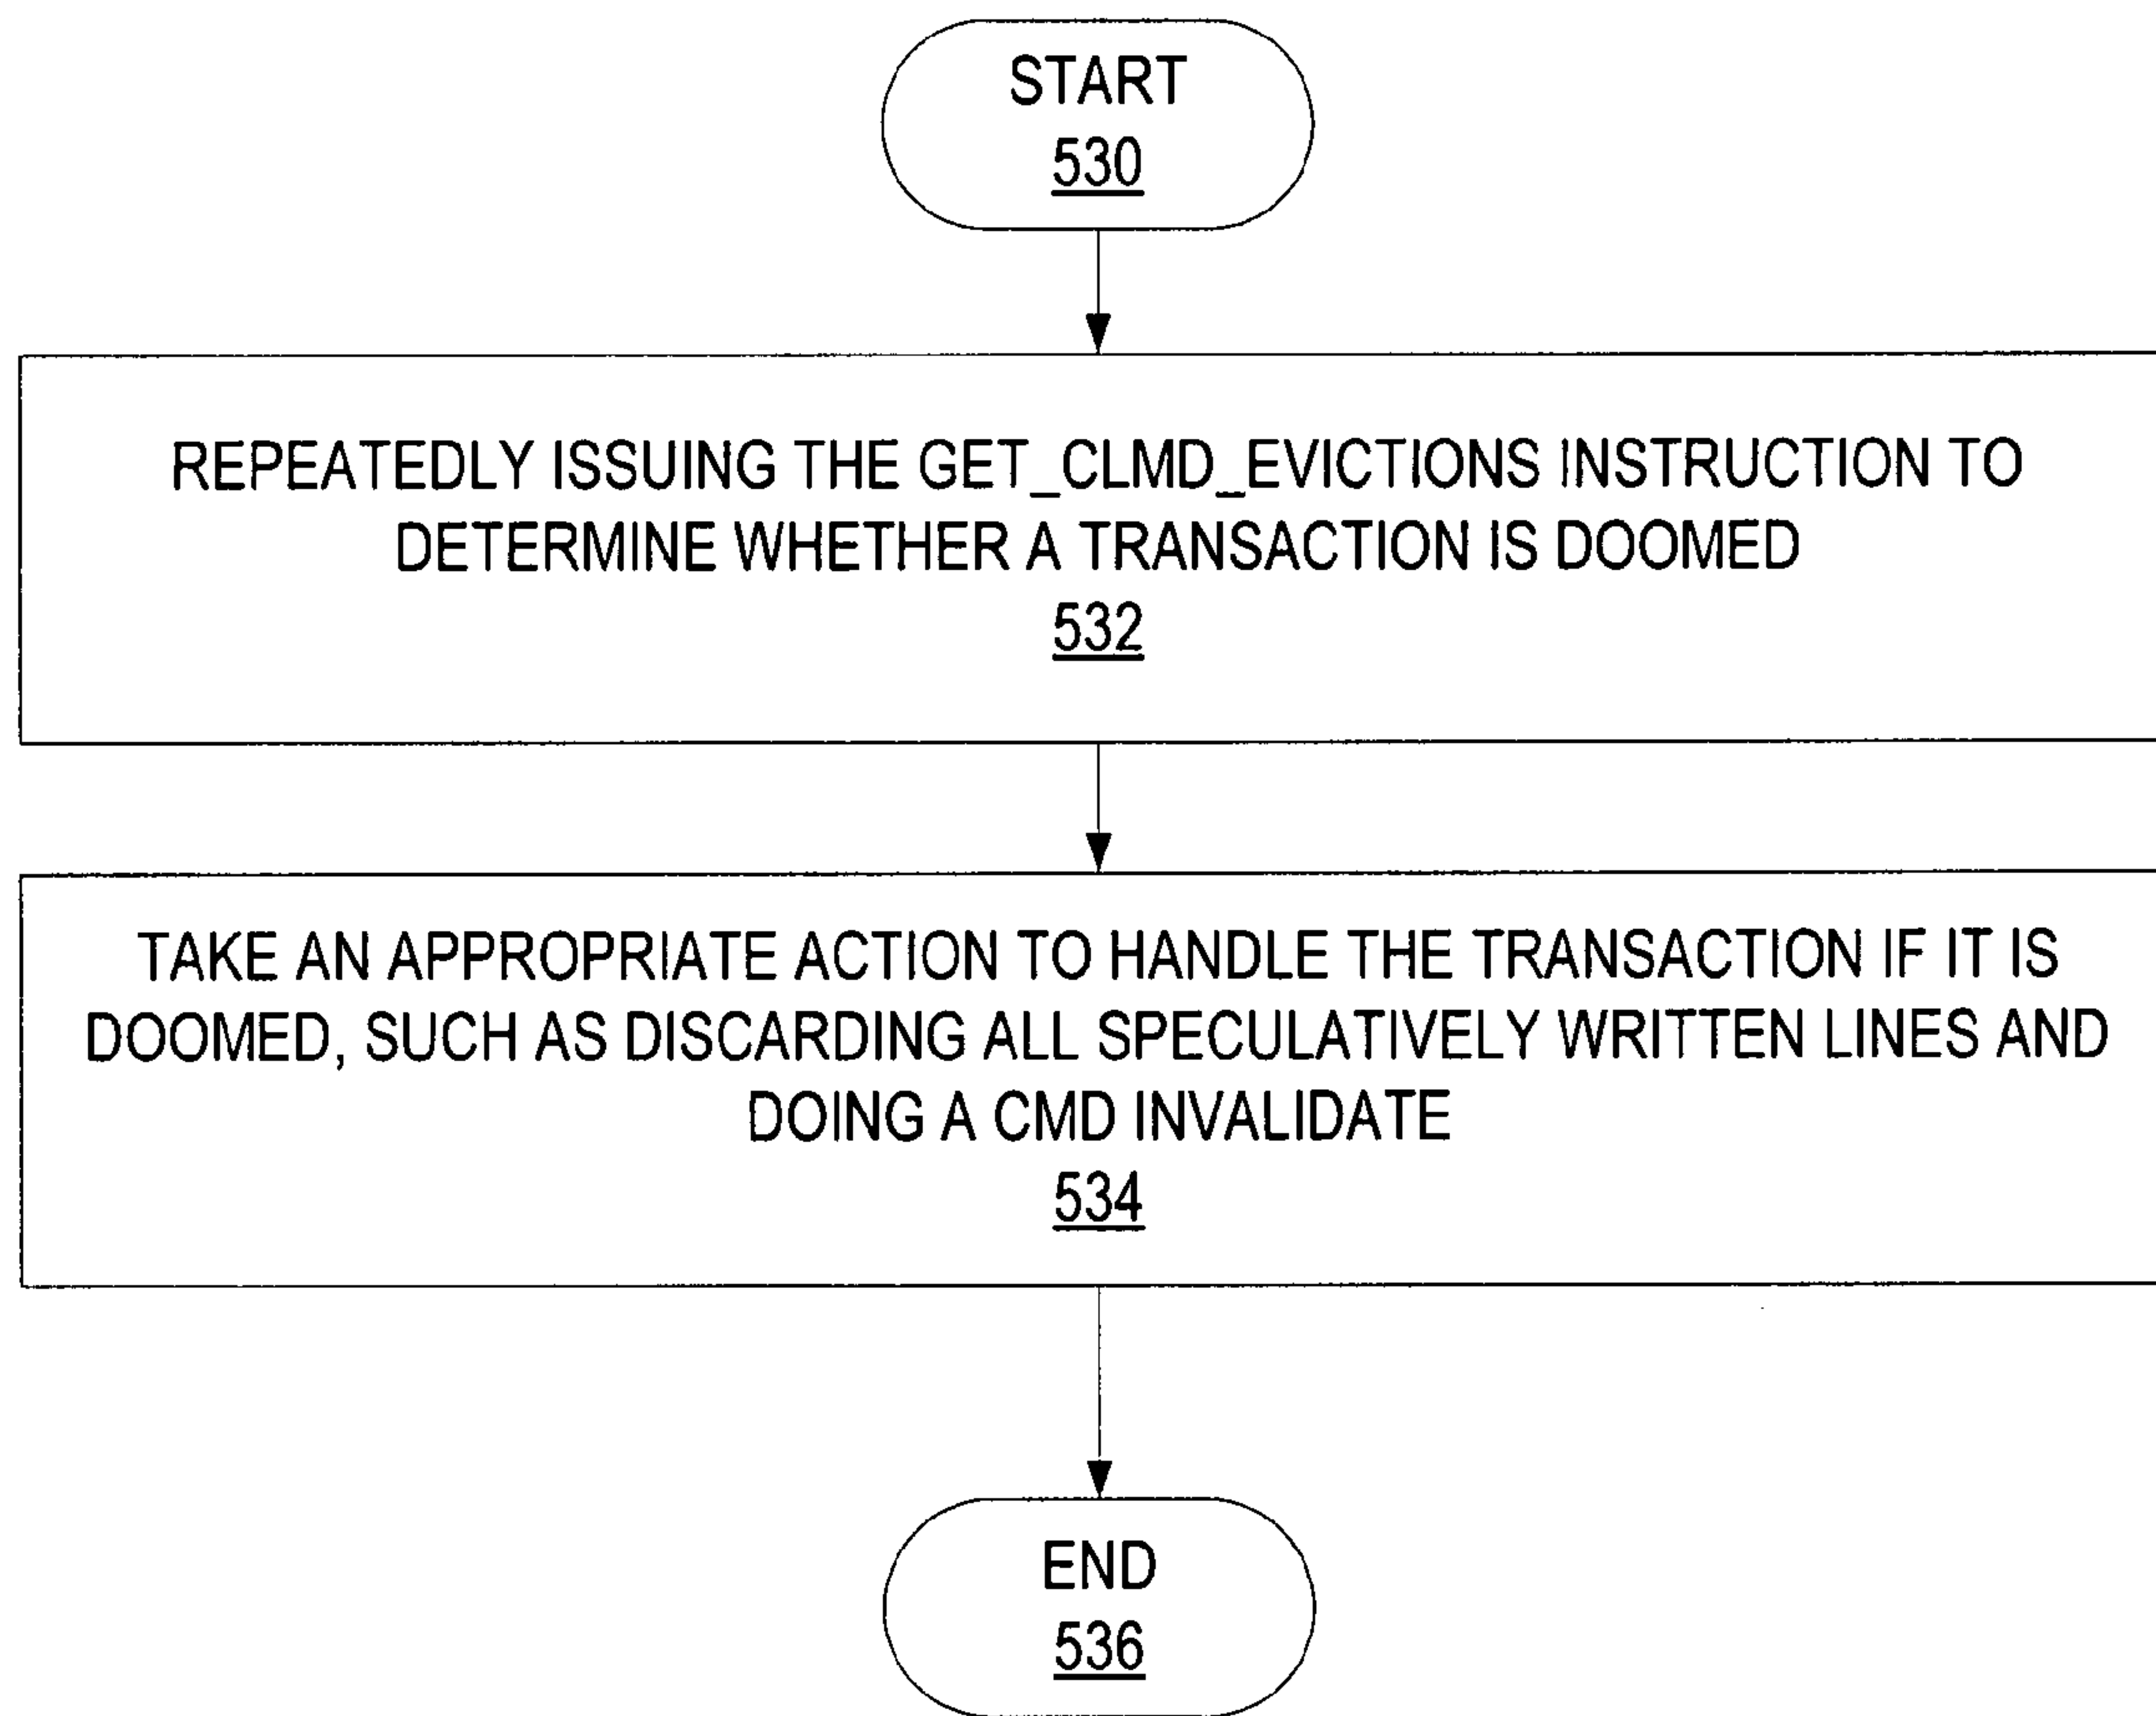 START
530
REPEATEDLY ISSUING THE GET_CLMD_EVICTIONS INSTRUCTION TO
DETERMINE WHETHER A TRANSACTION IS DOOMED
532
TAKE AN APPROPRIATE ACTION TO HANDLE THE TRANSACTION IF IT IS
DOOMED, SUCH AS DISCARDING ALL SPECULATIVELY WRITTEN LINES AND
DOING A CMD INVALIDATE
534
END
536